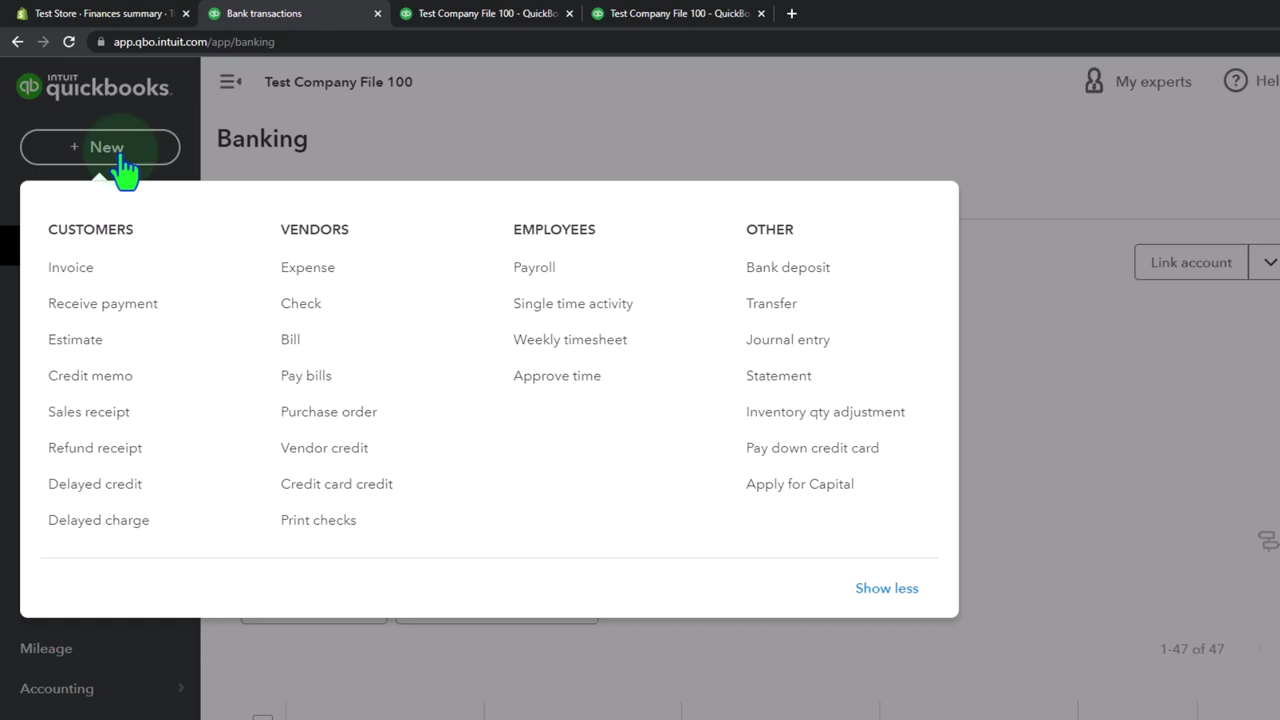 Test Store · Finances summary · T
Bank transactions
Test Company File 100 - QuickBo
Test Company File 100 - QuickBo
app.qbo.intuit.com/app/banking
INTUIT
quickbooks.
qb
Test Company File 100
My experts
Hel
+ New
Banking
Link account
CUSTOMERS
Invoice
Receive payment
Estimate
Credit memo
Sales receipt
Refund receipt
Delayed credit
Delayed charge
VENDORS
Expense
Check
Bill
Pay bills
Purchase order
Vendor credit
Credit card credit
Print checks
EMPLOYEES
Payroll
Single time activity
Weekly timesheet
Approve time
OTHER
Bank deposit
Transfer
Journal entry
Statement
Inventory qty adjustment
Pay down credit card
Apply for Capital
Show less
Mileage
Accounting
1-47 of 47